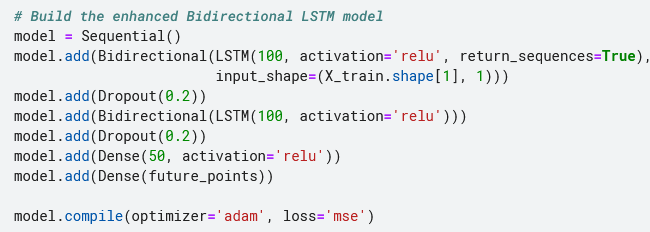 # Build the enhanced Bidirectional LSTM model
model = Sequential()
model.add(Bidirectional(LSTM(100, activation='relu', return_sequences=True),
                        input_shape=(X_train.shape[1], 1)))
model.add(Dropout(0.2))
model.add(Bidirectional(LSTM(100, activation='relu')))
model.add(Dropout(0.2))
model.add(Dense(50, activation='relu'))
model.add(Dense(future_points))

model.compile(optimizer='adam', loss='mse')